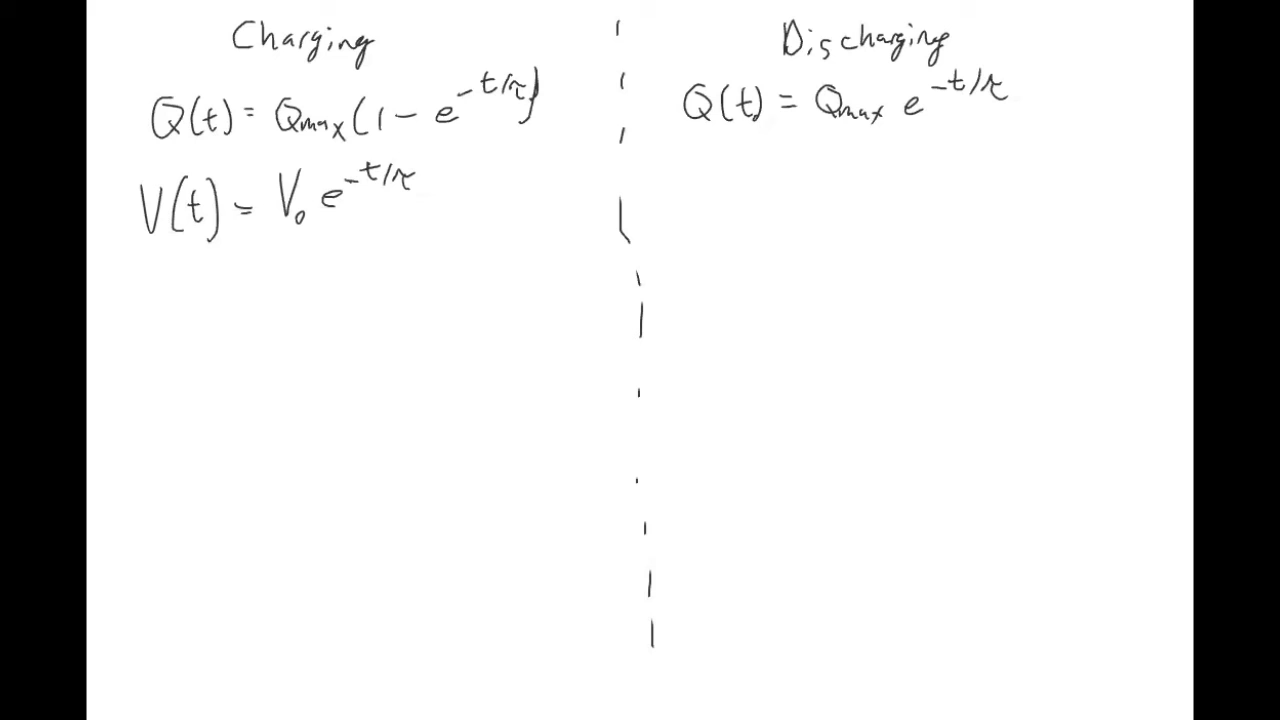 Charging
Q(t) = Qmax (1 - e^-t/τ)
V(t) = V₀ e^-t/τ
Discharging
Q(t) = Qmax e^-t/τ